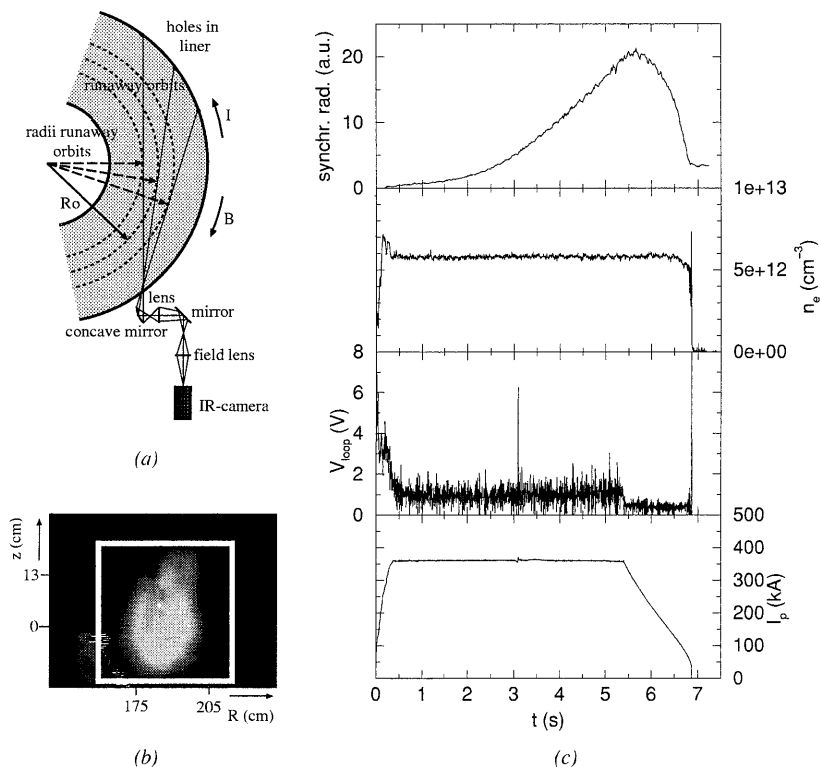 holes in
liner
runaway orbits
radii runaway
orbits
Ro
I
B
lens
mirror
concave mirror
field lens
IR-camera
(a)
z (cm)
13
0
175
205
R (cm)
(b)
synchr. rad. (a.u.)
20
10
0
1e+13
5e+12
0e+00
n_e (cm⁻³)
8
6
4
2
0
V_loop (V)
500
400
300
200
100
0
I_p (kA)
0
1
2
3
4
5
6
7
t (s)
(c)